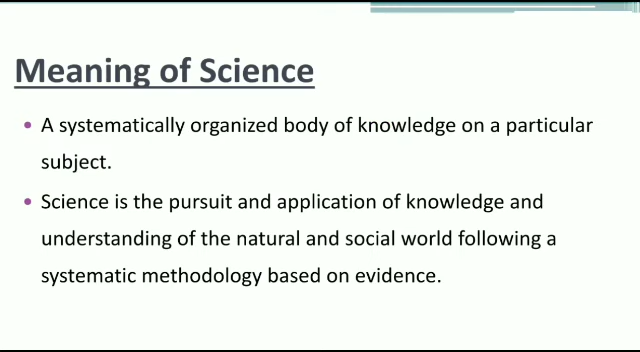 Meaning of Science
• A systematically organized body of knowledge on a particular
subject.
• Science is the pursuit and application of knowledge and
understanding of the natural and social world following a
systematic methodology based on evidence.